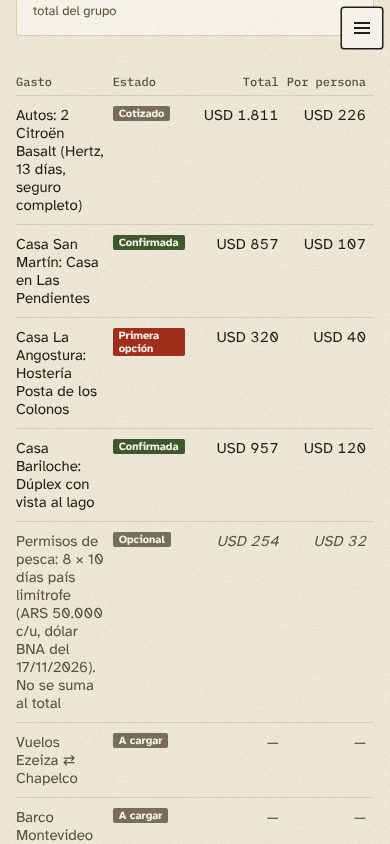 total del grupo
Gasto Estado Total Por persona
Autos: 2 Cotizado USD 1.811 USD 226
Citroën
Basalt (Hertz,
13 días,
seguro
completo)
Casa San Confirmada USD 857 USD 107
Martín: Casa
en Las
Pendientes
Casa La Primera USD 320 USD 40
Angostura: opción
Hostería
Posta de los
Colonos
Casa Confirmada USD 957 USD 120
Bariloche:
Dúplex con
vista al lago
Permisos de Opcional USD 254 USD 32
pesca: 8 × 10
días país
limítrofe
(ARS 50.000
c/u, dólar
BNA del
17/11/2026).
No se suma
al total
Vuelos A cargar — —
Ezeiza ⇄
Chapelco
Barco A cargar — —
Montevideo